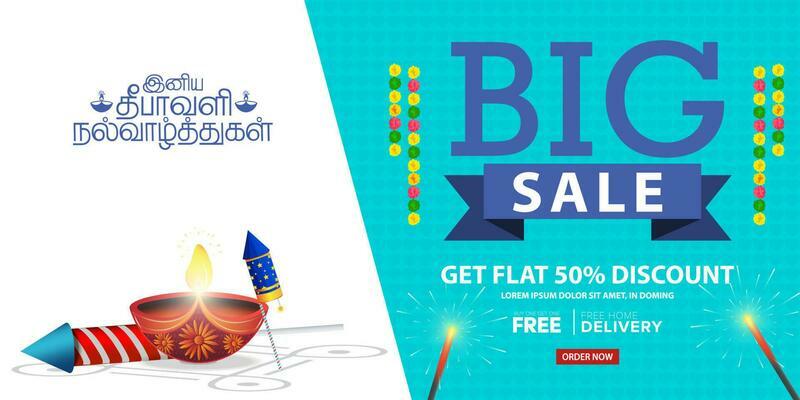 இனிய
தீபாவளி
நல்வாழ்த்துகள்
BIG
SALE
GET FLAT 50% DISCOUNT
LOREM IPSUM DOLOR SIT AMET, IN DOMING
BUY ONE GET ONE
FREE
FREE HOME
DELIVERY
ORDER NOW